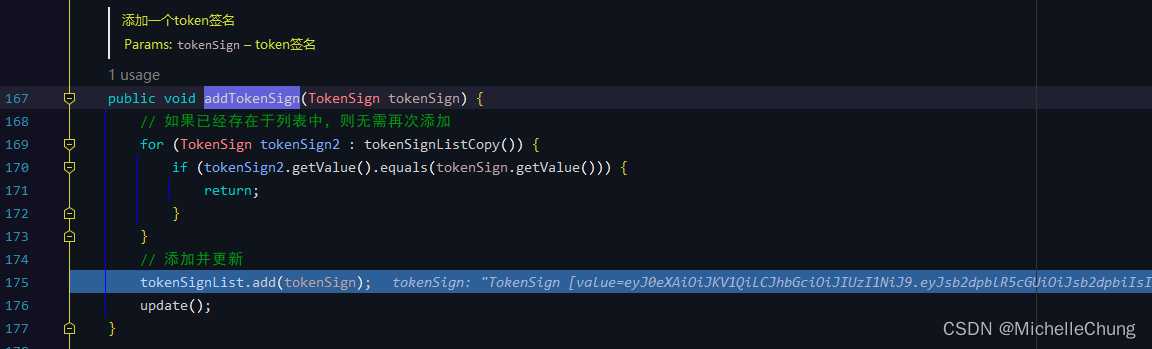 添加一个token签名
Params: tokenSign – token签名
1 usage
167 public void addTokenSign(TokenSign tokenSign) {
168 // 如果已经存在于列表中，则无需再次添加
169 for (TokenSign tokenSign2 : tokenSignListCopy()) {
170 if (tokenSign2.getValue().equals(tokenSign.getValue())) {
171 return;
172 }
173 }
174 // 添加并更新
175 tokenSignList.add(tokenSign); tokenSign: "TokenSign [value=eyJ0eXAiOiJKV1QiLCJhbGciOiJIUzI1NiJ9.eyJsb2dpblR5cGUiOiJsb2dpbiIsI
176 update();
177 }
CSDN @MichelleChung